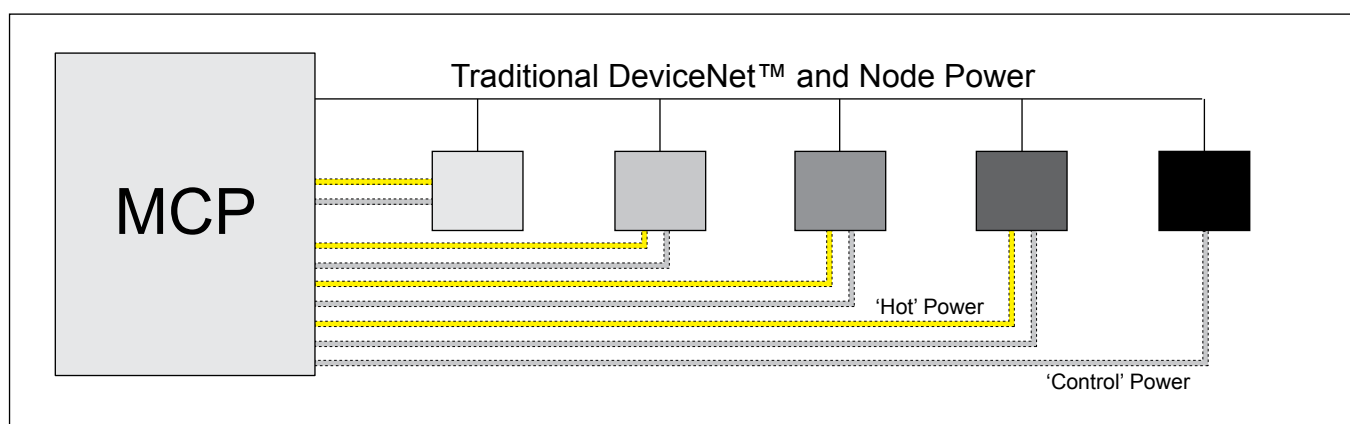 Traditional DeviceNet™ and Node Power
MCP
‘Hot’ Power
‘Control’ Power